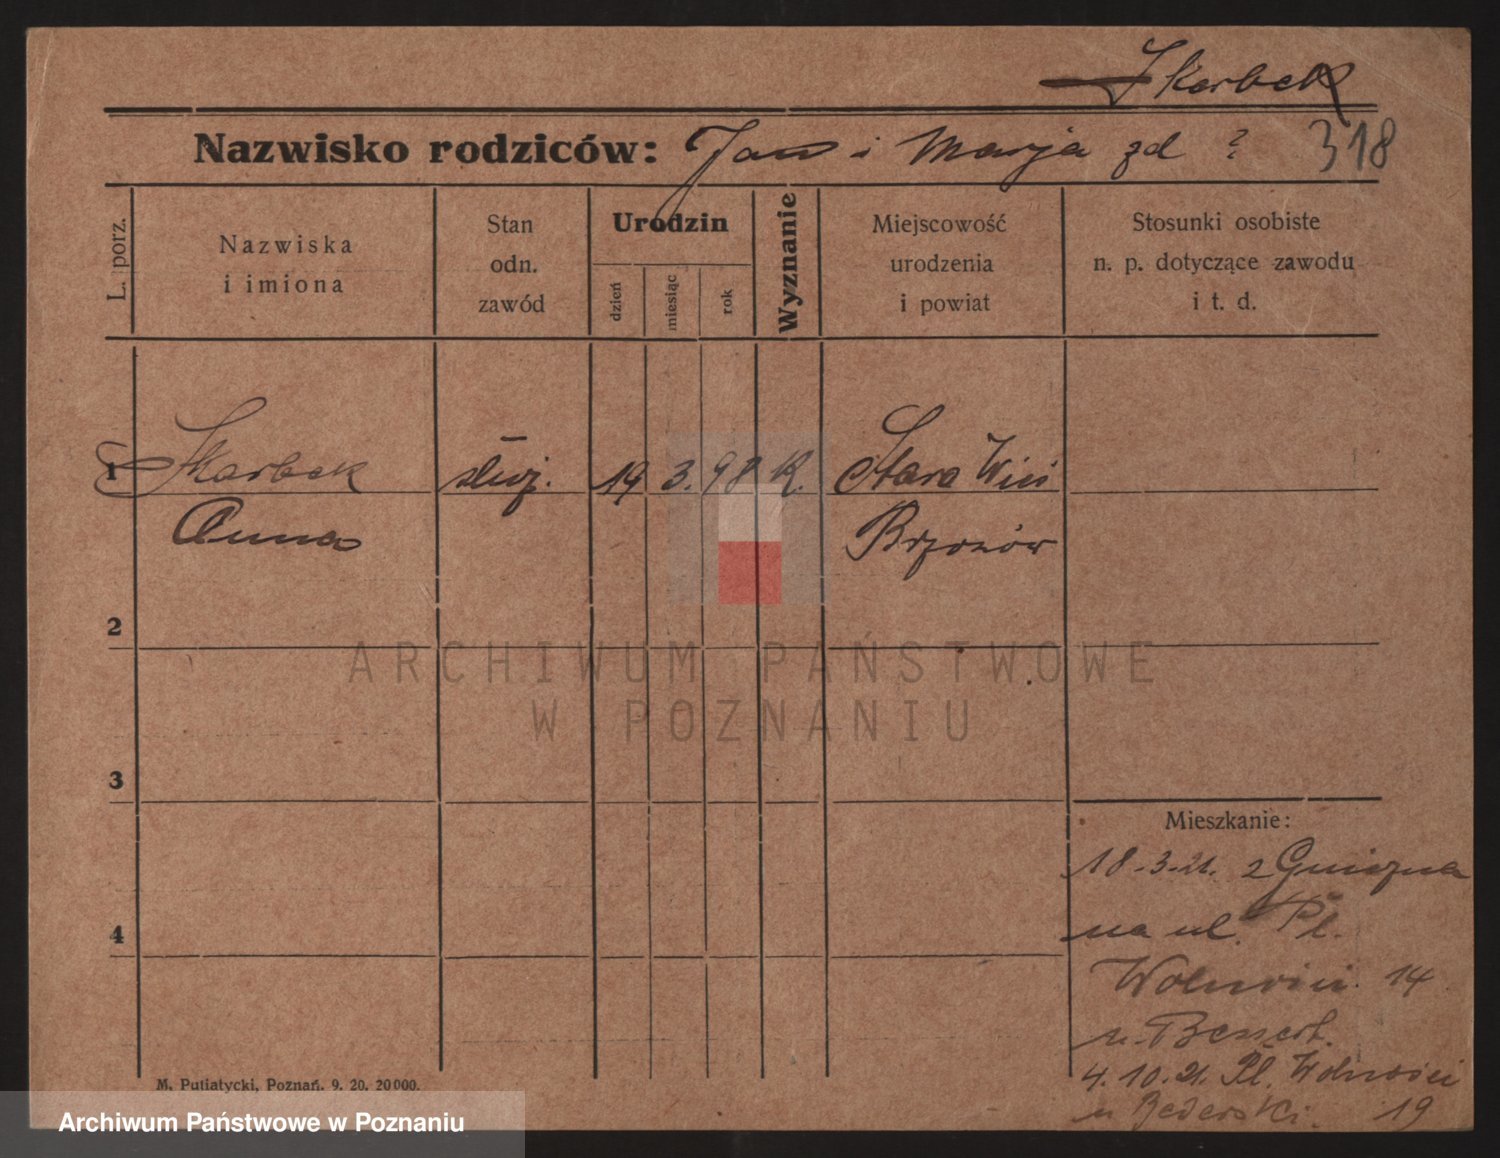 Skarbek
Nazwisko rodziców: Jan i Marja zd ? 318
L. porz.
Nazwiska
i imiona
Stan
odn.
zawód
Urodzin
dzień
miesiąc
rok
Wyznanie
Miejscowość
urodzenia
i powiat
Stosunki osobiste
n. p. dotyczące zawodu
i t. d.
1 Skarbek służ. 19 3. 98 K. Stara Wieś
Anna Brzozów
2
ARCHIWUM PAŃSTWOWE
W POZNANIU
3
Mieszkanie:
18.3.21. z Gniezna
na ul. Pl.
4
Wolności 14
u. Bessert.
4.10.21. Pl. Wolności
u Bederski. 19
M. Putiatycki, Poznań. 9. 20. 20000.
Archiwum Państwowe w Poznaniu